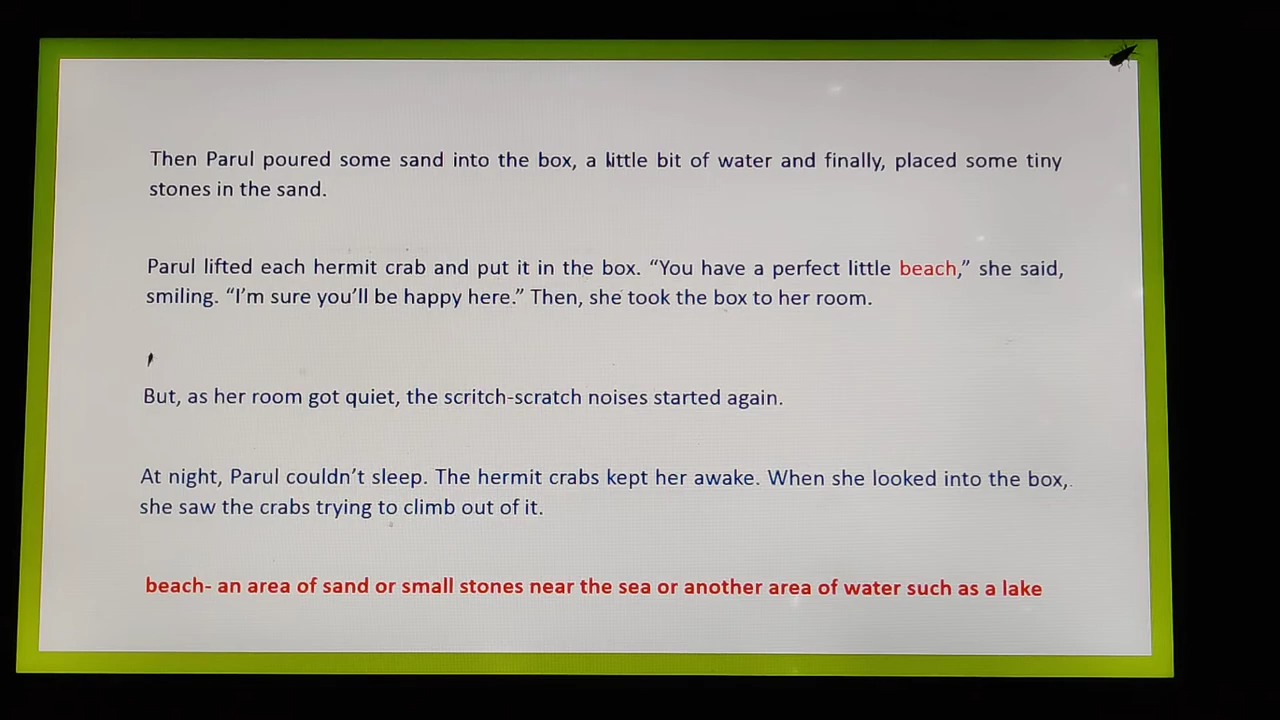 Then Parul poured some sand into the box, a little bit of water and finally, placed some tiny
stones in the sand.
Parul lifted each hermit crab and put it in the box. “You have a perfect little beach,” she said,
smiling. “I’m sure you’ll be happy here.” Then, she took the box to her room.
But, as her room got quiet, the scritch-scratch noises started again.
At night, Parul couldn’t sleep. The hermit crabs kept her awake. When she looked into the box,
she saw the crabs trying to climb out of it.
beach- an area of sand or small stones near the sea or another area of water such as a lake